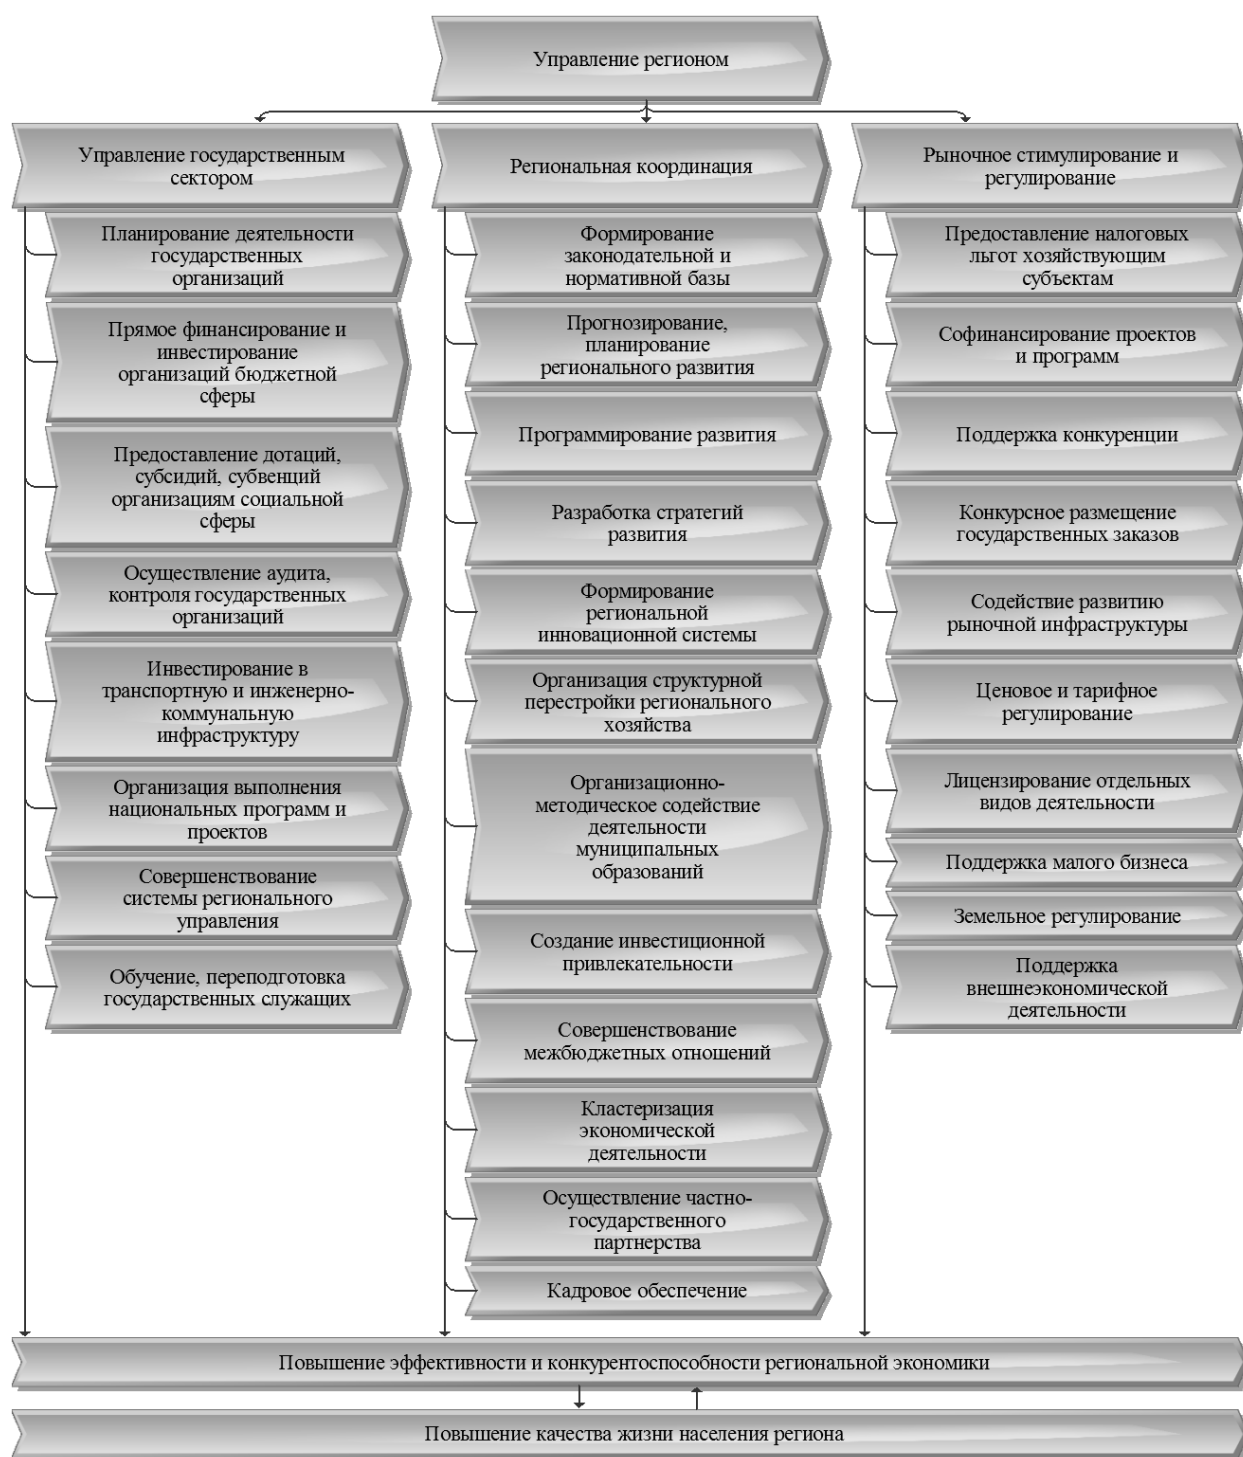 Управление регионом
Управление государственным
сектором
Планирование деятельности
государственных
организаций
Прямое финансирование и
инвестирование
организаций бюджетной
сферы
Предоставление дотаций,
субсидий, субвенций
организациям социальной
сферы
Осуществление аудита,
контроля государственных
организаций
Инвестирование в
транспортную и инженерно-
коммунальную
инфраструктуру
Организация выполнения
национальных программ и
проектов
Совершенствование
системы регионального
управления
Обучение, переподготовка
государственных служащих
Региональная координация
Формирование
законодательной и
нормативной базы
Прогнозирование,
планирование
регионального развития
Программирование развития
Разработка стратегий
развития
Формирование
региональной
инновационной системы
Организация структурной
перестройки регионального
хозяйства
Организационно-
методическое содействие
деятельности
муниципальных
образований
Создание инвестиционной
привлекательности
Совершенствование
межбюджетных отношений
Кластеризация
экономической
деятельности
Осуществление частно-
государственного
партнерства
Кадровое обеспечение
Рыночное стимулирование и
регулирование
Предоставление налоговых
льгот хозяйствующим
субъектам
Софинансирование проектов
и программ
Поддержка конкуренции
Конкурсное размещение
государственных заказов
Содействие развитию
рыночной инфраструктуры
Ценовое и тарифное
регулирование
Лицензирование отдельных
видов деятельности
Поддержка малого бизнеса
Земельное регулирование
Поддержка
внешнеэкономической
деятельности
Повышение эффективности и конкурентоспособности региональной экономики
Повышение качества жизни населения региона